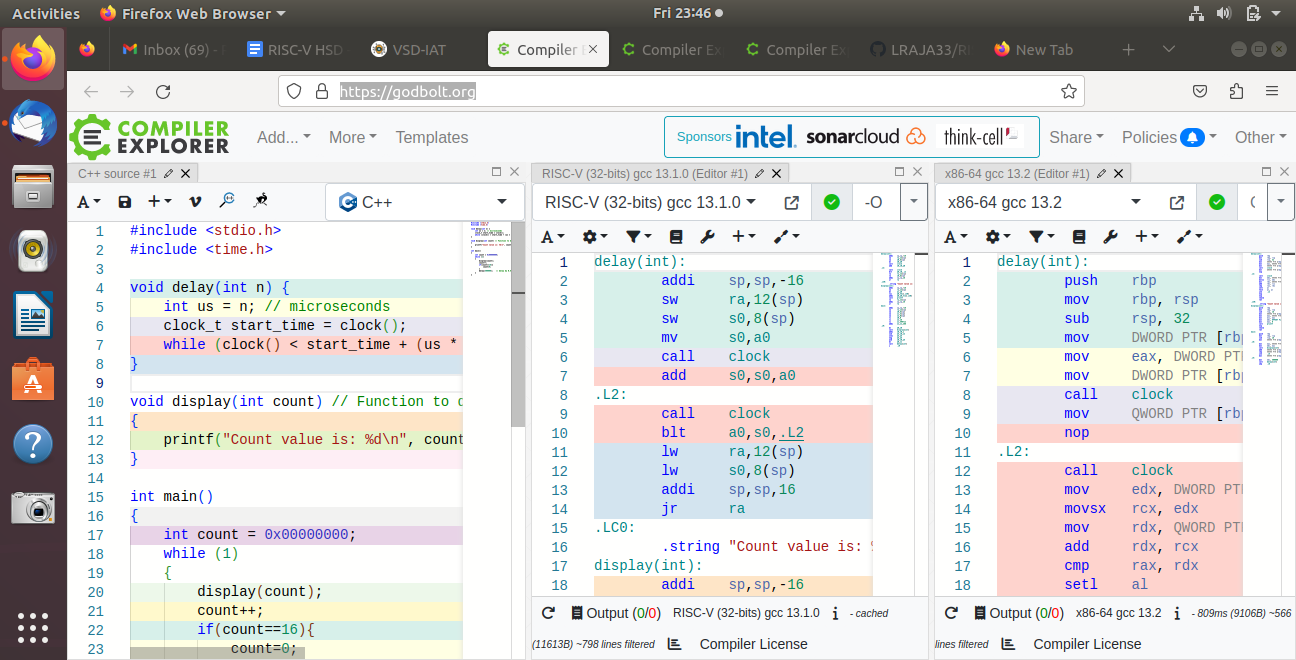 Activities Firefox Web Browser Fri 23:46
Inbox (69) - RISC-V HSD VSD-IAT Compiler Compiler Ex Compiler Ex LRAJA33/RI New Tab
https://godbolt.org
COMPILER EXPLORER Add... More Templates Sponsors intel. sonarcloud think-cell Share Policies Other
C++ source #1
A
C++
1 #include <stdio.h>
2 #include <time.h>
3
4 void delay(int n) {
5 int us = n; // microseconds
6 clock_t start_time = clock();
7 while (clock() < start_time + (us *
8 }
9
10 void display(int count) // Function to
11 {
12 printf("Count value is: %d\n", count
13 }
14
15 int main()
16 {
17 int count = 0x00000000;
18 while (1)
19 {
20 display(count);
21 count++;
22 if(count==16){
23 count=0;
RISC-V (32-bits) gcc 13.1.0 (Editor #1)
RISC-V (32-bits) gcc 13.1.0 -O
A
1 delay(int):
2 addi sp,sp,-16
3 sw ra,12(sp)
4 sw s0,8(sp)
5 mv s0,a0
6 call clock
7 add s0,s0,a0
8 .L2:
9 call clock
10 blt a0,s0,.L2
11 lw ra,12(sp)
12 lw s0,8(sp)
13 addi sp,sp,16
14 jr ra
15 .LC0:
16 .string "Count value is:
17 display(int):
18 addi sp,sp,-16
Output (0/0) RISC-V (32-bits) gcc 13.1.0 i - cached
(11613B) ~798 lines filtered Compiler License
x86-64 gcc 13.2 (Editor #1)
x86-64 gcc 13.2
A
1 delay(int):
2 push rbp
3 mov rbp, rsp
4 sub rsp, 32
5 mov DWORD PTR [rbp
6 mov eax, DWORD PT
7 mov DWORD PTR [rbp
8 call clock
9 mov QWORD PTR [rbp
10 nop
11 .L2:
12 call clock
13 mov edx, DWORD PT
14 movsx rcx, edx
15 mov rdx, QWORD PT
16 add rdx, rcx
17 cmp rax, rdx
18 setl al
Output (0/0) x86-64 gcc 13.2 i - 809ms (9106B) ~566
lines filtered Compiler License